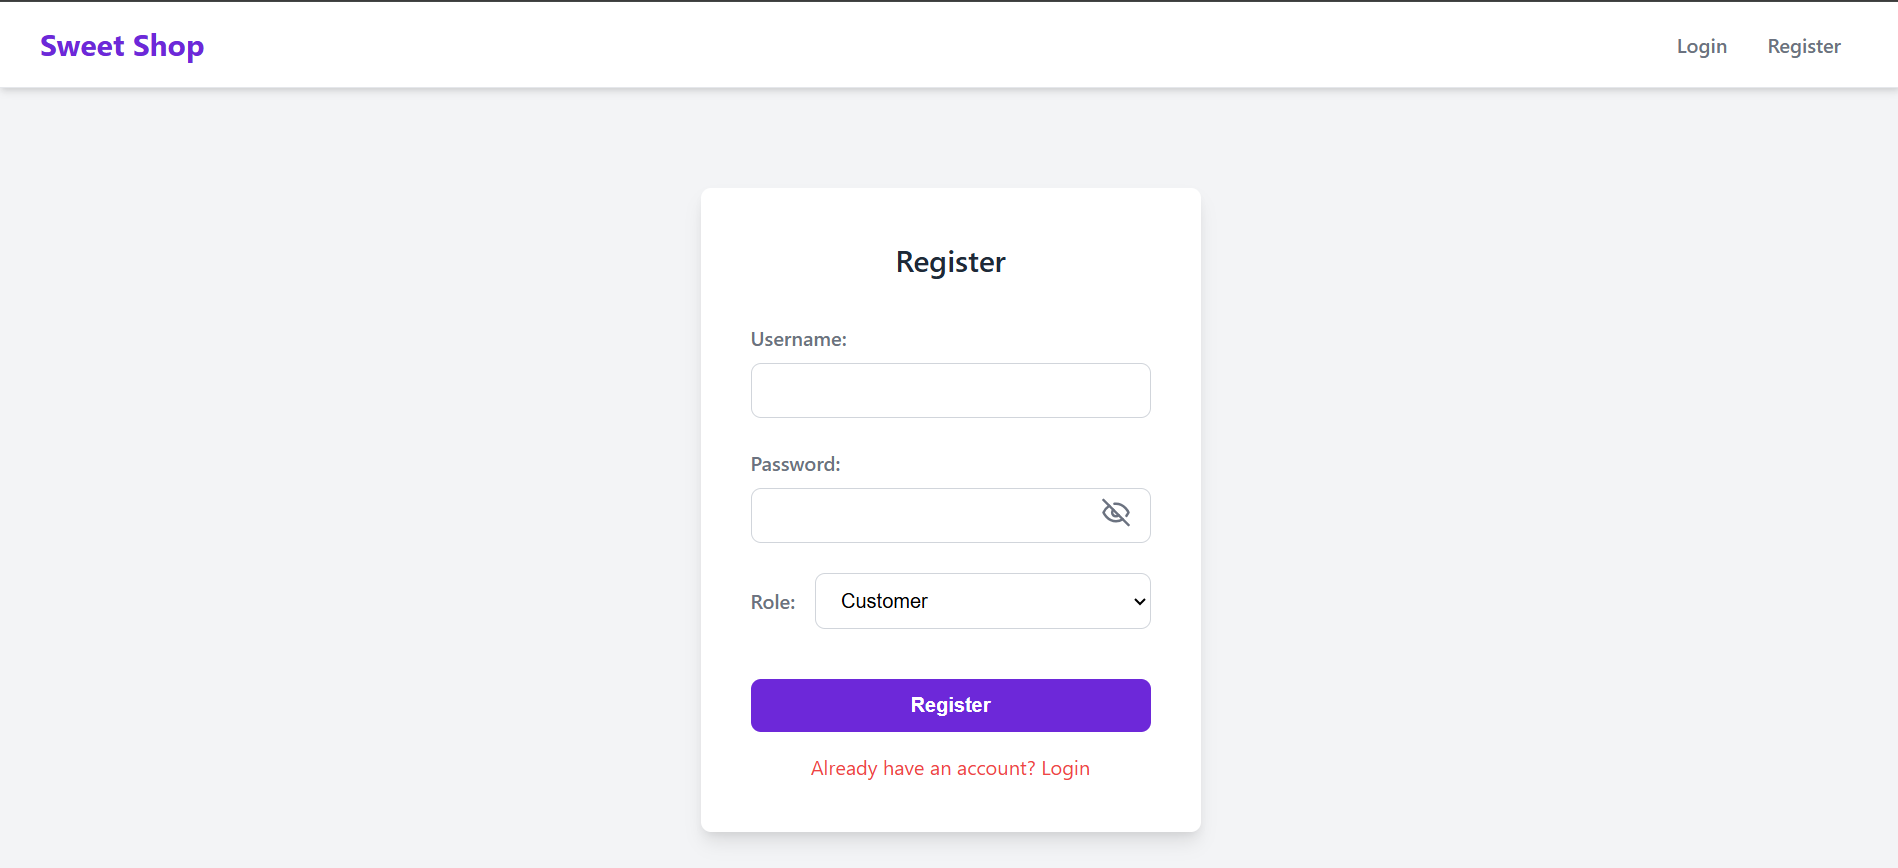 Sweet Shop
Login
Register
Register
Username:
Password:
Role:
Customer
Register
Already have an account? Login